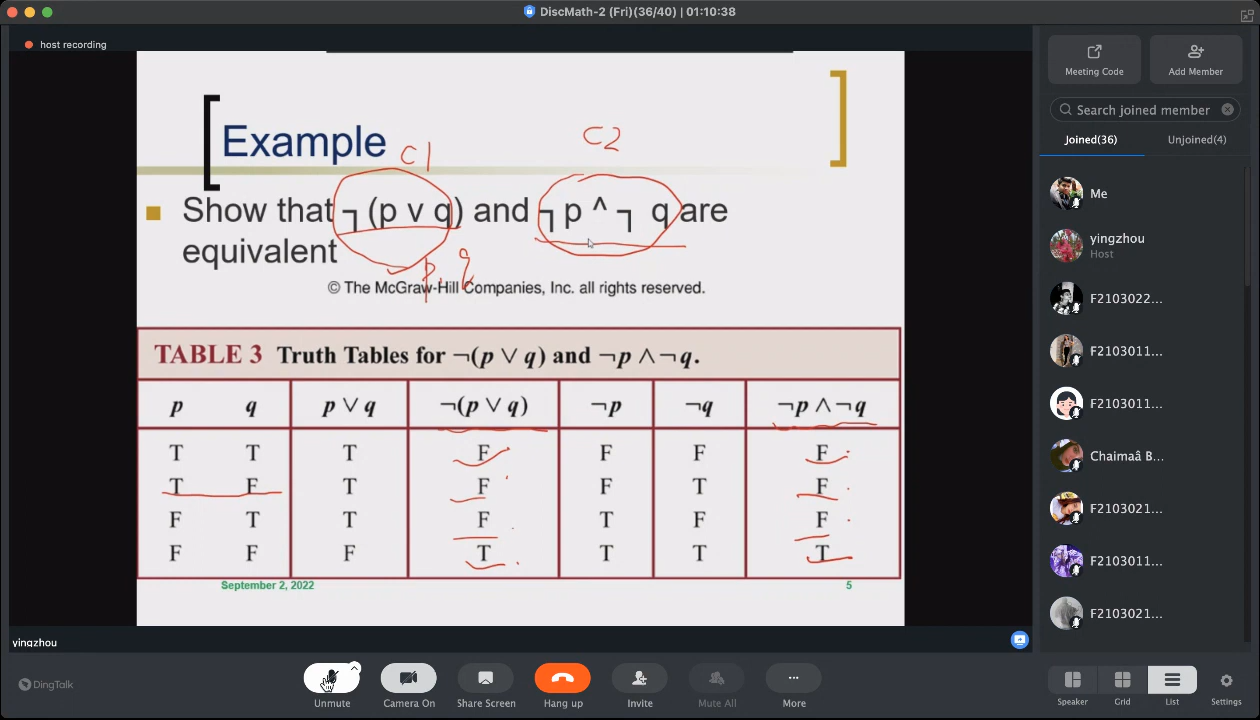 DiscMath-2 (Fri)(36/40) | 01:10:38
host recording
Meeting Code
Add Member
Search joined member
Joined(36)
Unjoined(4)
Me
yingzhou
Host
F2103022...
F2103011...
F2103011...
Chaimaâ B...
F2103021...
F2103011...
F2103021...
Example
C1
C2
Show that ┐(p v q) and ┐p ^ ┐ q are
equivalent
p, q
© The McGraw-Hill Companies, Inc. all rights reserved.
TABLE 3 Truth Tables for ¬(p ∨ q) and ¬p ∧ ¬q.
p q p ∨ q ¬(p ∨ q) ¬p ¬q ¬p ∧ ¬q
T T T F F F F
T F T F F T F
F T T F T F F
F F F T T T T
September 2, 2022
5
yingzhou
DingTalk
Unmute
Camera On
Share Screen
Hang up
Invite
Mute All
More
Speaker
Grid
List
Settings